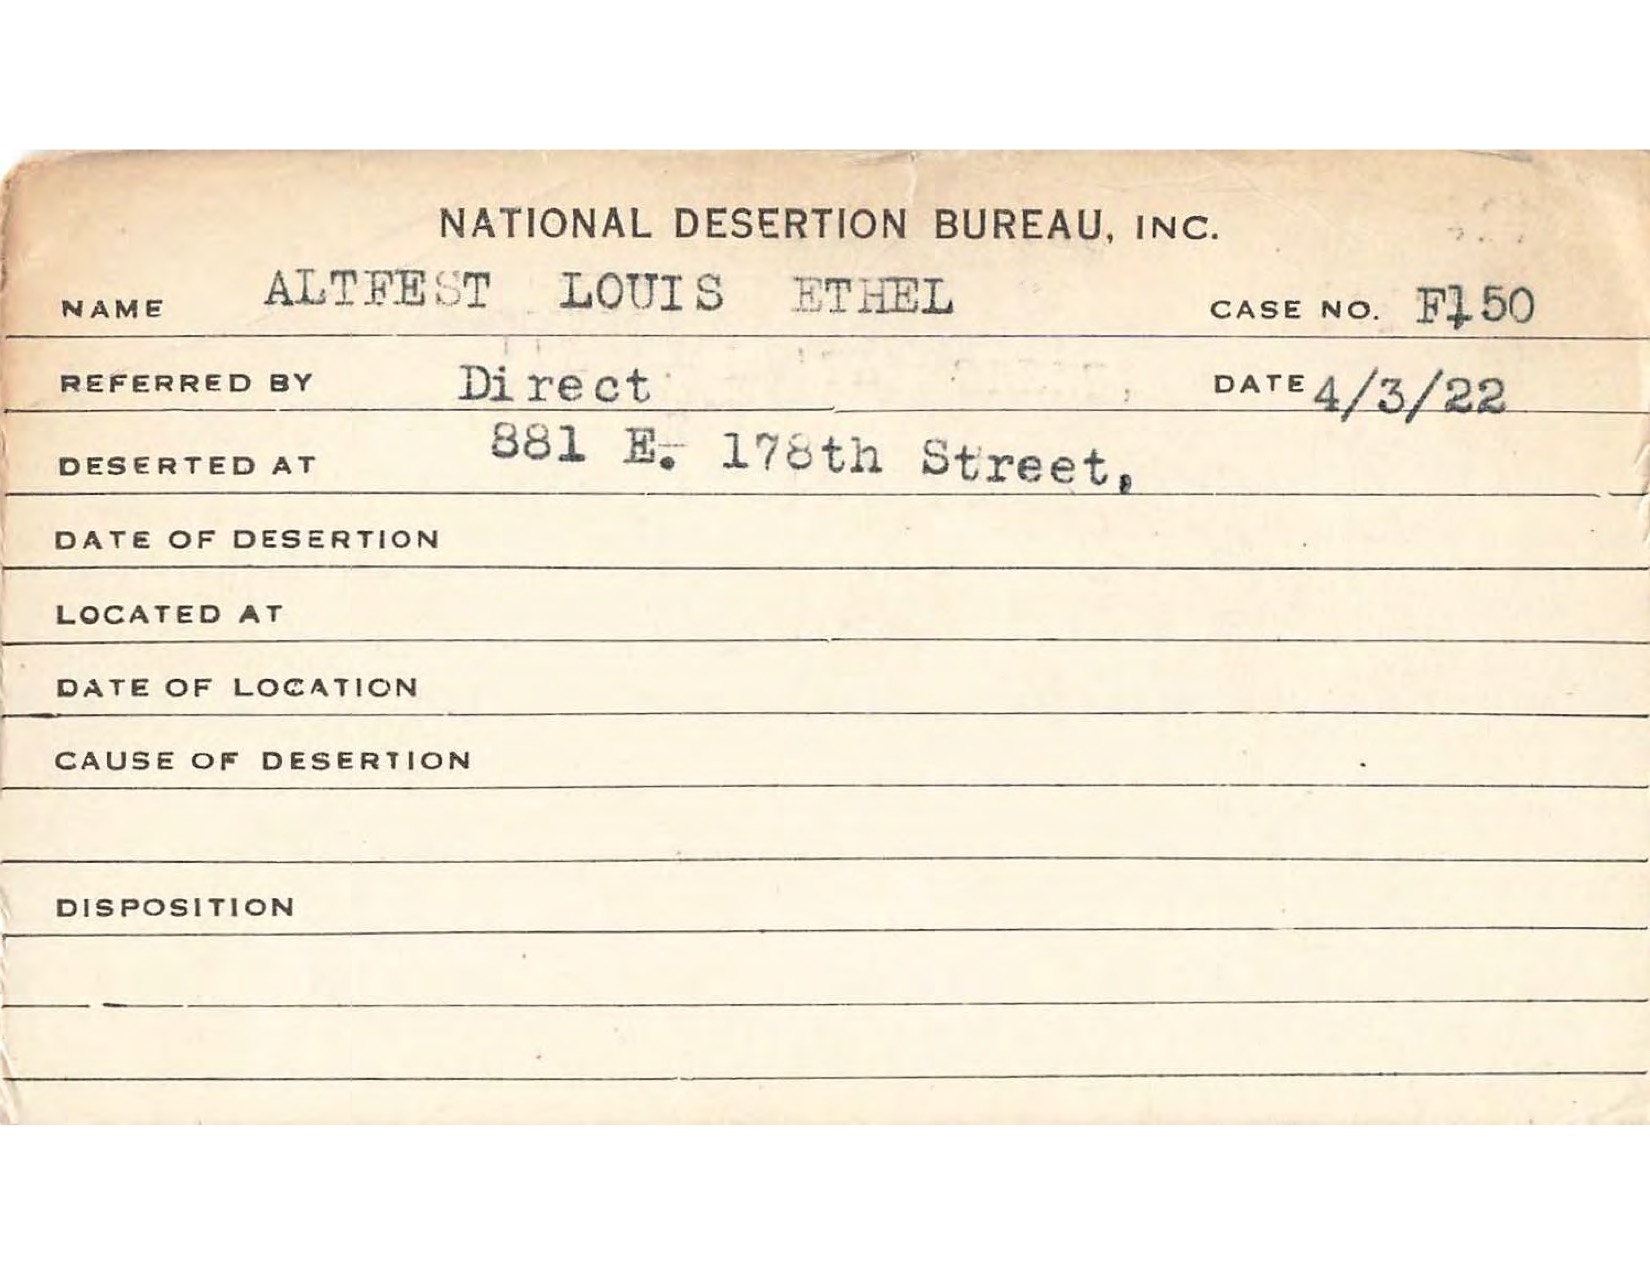 NATIONAL DESERTION BUREAU, INC.
NAME ALTFEST LOUIS ETHEL CASE NO. F150
REFERRED BY Direct DATE 4/3/22
DESERTED AT 881 E. 178th Street,
DATE OF DESERTION
LOCATED AT
DATE OF LOCATION
CAUSE OF DESERTION
DISPOSITION